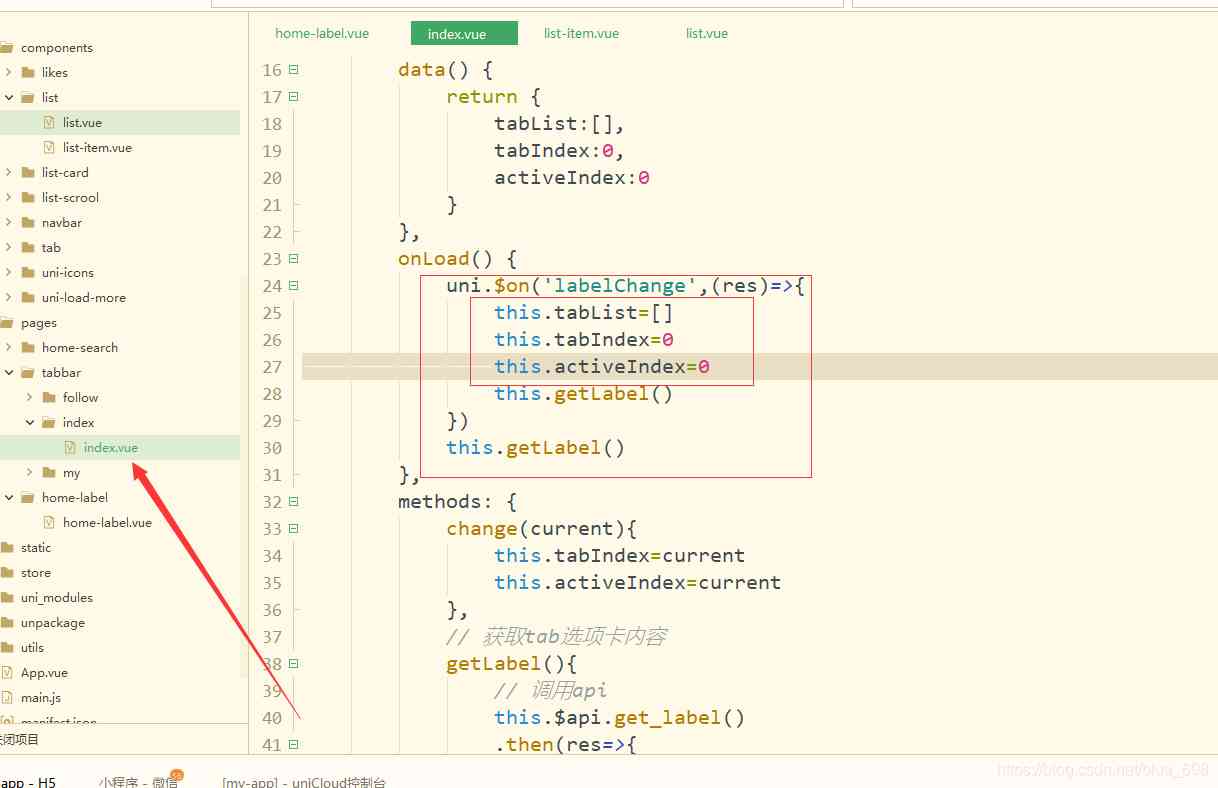 components
likes
list
list.vue
list-item.vue
list-card
list-scrool
navbar
tab
uni-icons
uni-load-more
pages
home-search
tabbar
follow
index
index.vue
my
home-label
home-label.vue
static
store
uni_modules
unpackage
utils
App.vue
main.js
manifest.json
关闭项目
home-label.vue index.vue list-item.vue list.vue
16 data() {
17 return {
18 tabList:[],
19 tabIndex:0,
20 activeIndex:0
21 }
22 },
23 onLoad() {
24 uni.$on('labelChange',(res)=>{
25 this.tabList=[]
26 this.tabIndex=0
27 this.activeIndex=0
28 this.getLabel()
29 })
30 this.getLabel()
31 },
32 methods: {
33 change(current){
34 this.tabIndex=current
35 this.activeIndex=current
36 },
37 // 获取tab选项卡内容
38 getLabel(){
39 // 调用api
40 this.$api.get_label()
41 .then(res=>{
app - H5 小程序 - 微信 [my-app] - uniCloud控制台